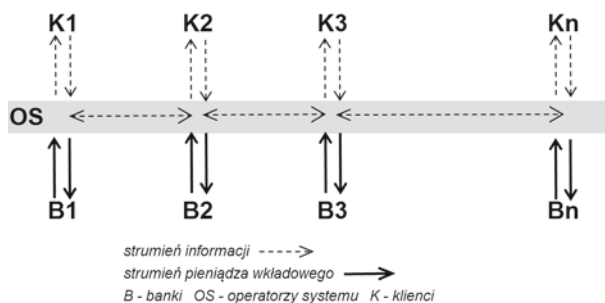 K1 K2 K3 Kn
OS
B1 B2 B3 Bn
strumień informacji
strumień pieniądza wkładowego
B - banki OS - operatorzy systemu K - klienci